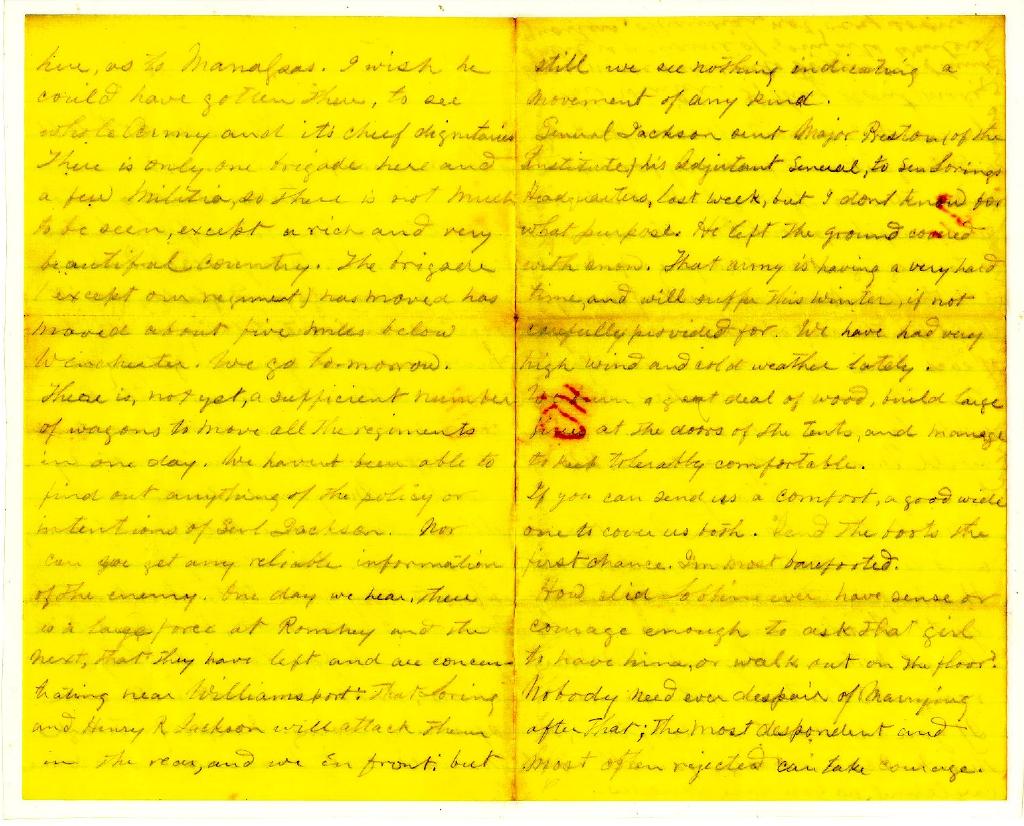 here, as to Manassas. I wish he
could have gotten there, to see
whole Army and its chief dignitaries
There is only one brigade here and
a few Militia, so there is not much
to be seen, except a rich and very
beautiful country. The brigade
(except our regiment) has moved has
moved about five miles below
Winchester. We go tomorrow.
There is, not yet, a sufficient number
of wagons to move all the regiments
in one day. We havent been able to
find out anything of the policy or
intentions of Genl Jackson. Nor
can you get any reliable information
of the enemy. One day we hear, there
is a large force at Romney and the
next, that they have left and are concen-
trating near Williamsport: That Loring
and Henry R Jackson will attack them
in the rear, and we in front: but
still we see nothing indicating a
movement of any kind.
General Jackson sent Major Preston (of the
Institute) his Adjutant General, to Gen Lorings
Headquarters, last week, but I dont know for
what purpose. He left the ground covered
with snow. That army is having a very hard
time, and will suffer this winter, if not
carefully provided for. We have had very
high wind and cold weather lately.
We burn a great deal of wood, build large
fires at the doors of the tents, and manage
to keep tolerably comfortable.
If you can send us a comfort, a good wide
one to cover us both. Send the boots the
first chance. I'm most barefooted.
How did ever have sense or
courage enough to ask that girl
to have him, or walk out on the floor?
Nobody need ever despair of Marrying
after that; the most despondent and
most often rejected can take courage.